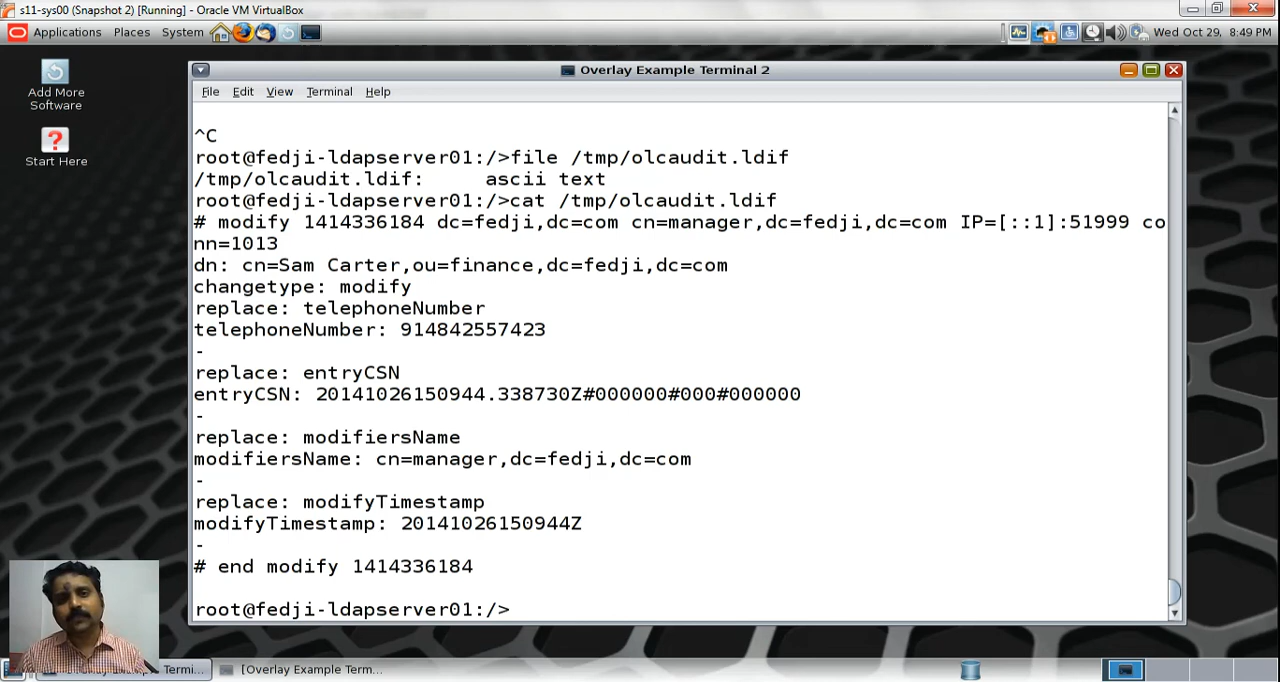 s11-sys00 (Snapshot 2) [Running] - Oracle VM VirtualBox
Applications Places System Wed Oct 29, 8:49 PM
Overlay Example Terminal 2
Add More
Software
Start Here
File Edit View Terminal Help
^C
root@fedji-ldapserver01:/>file /tmp/olcaudit.ldif
/tmp/olcaudit.ldif:     ascii text
root@fedji-ldapserver01:/>cat /tmp/olcaudit.ldif
# modify 1414336184 dc=fedji,dc=com cn=manager,dc=fedji,dc=com IP=[::1]:51999 co
nn=1013
dn: cn=Sam Carter,ou=finance,dc=fedji,dc=com
changetype: modify
replace: telephoneNumber
telephoneNumber: 914842557423
-
replace: entryCSN
entryCSN: 20141026150944.338730Z#000000#000#000000
-
replace: modifiersName
modifiersName: cn=manager,dc=fedji,dc=com
-
replace: modifyTimestamp
modifyTimestamp: 20141026150944Z
-
# end modify 1414336184
root@fedji-ldapserver01:/>
Termi... [Overlay Example Term...